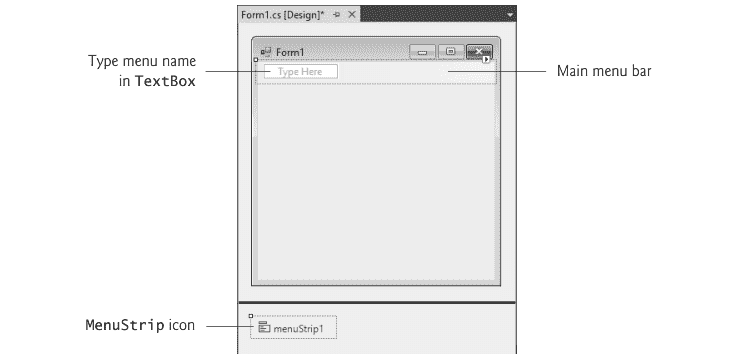 Form1.cs [Design]*
Form1
Type menu name
in TextBox
Type Here
Main menu bar
MenuStrip icon
menuStrip1